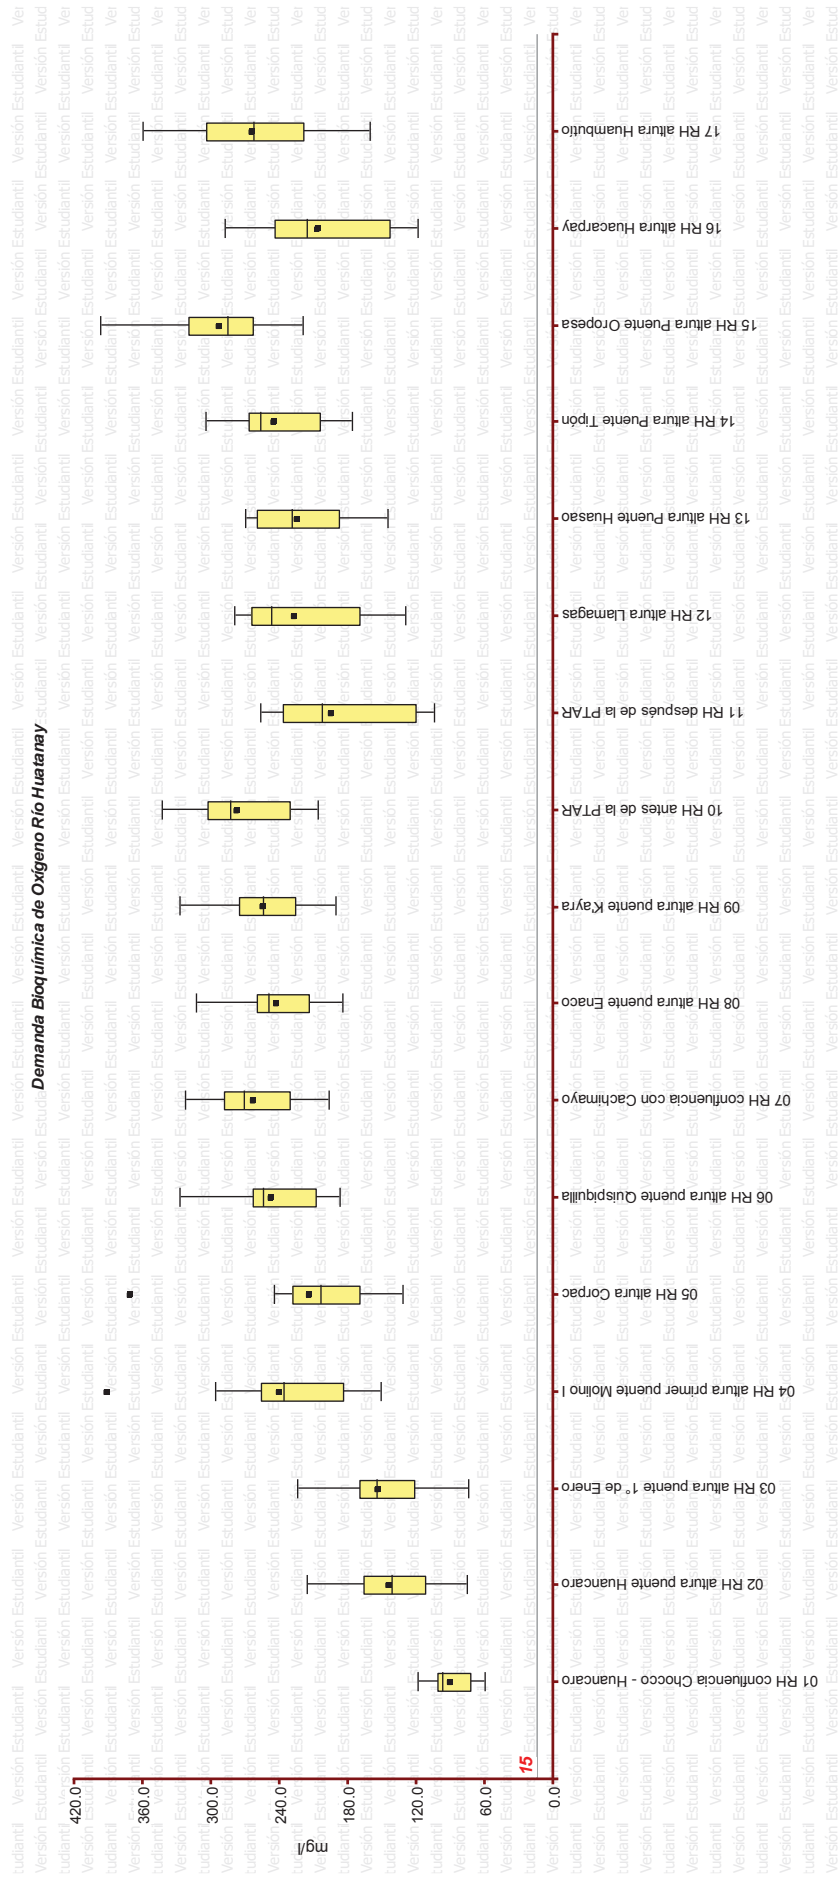 Demanda Bioquímica de Oxígeno Río Huatanay
mg/l
420.0
360.0
300.0
240.0
180.0
120.0
60.0
0.0
15
01 RH confluencia Chocco - Huancaro
02 RH altura puente Huancaro
03 RH altura puente 1° de Enero
04 RH altura primer puente Molino I
05 RH altura Corpac
06 RH altura puente Quispiquilla
07 RH confluencia con Cachimayo
08 RH altura puente Enaco
09 RH altura puente K'ayra
10 RH antes de la PTAR
11 RH después de la PTAR
12 RH altura Llamagas
13 RH altura Puente Huasao
14 RH altura Puente Tipón
15 RH altura Puente Oropesa
16 RH altura Huacarpay
17 RH altura Huambutio
Versión Estudiantil